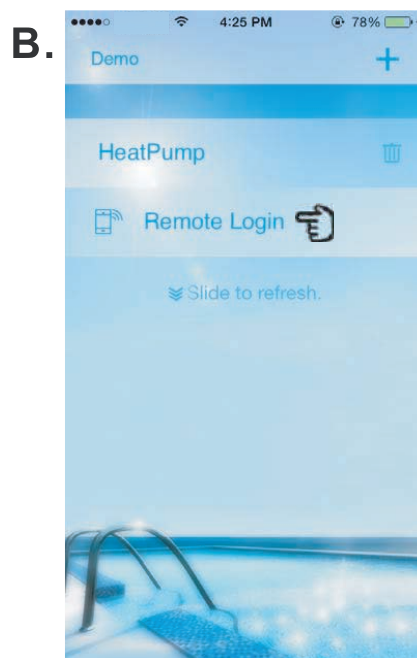 B.
4:25 PM 78%
Demo +
HeatPump
Remote Login
Slide to refresh.